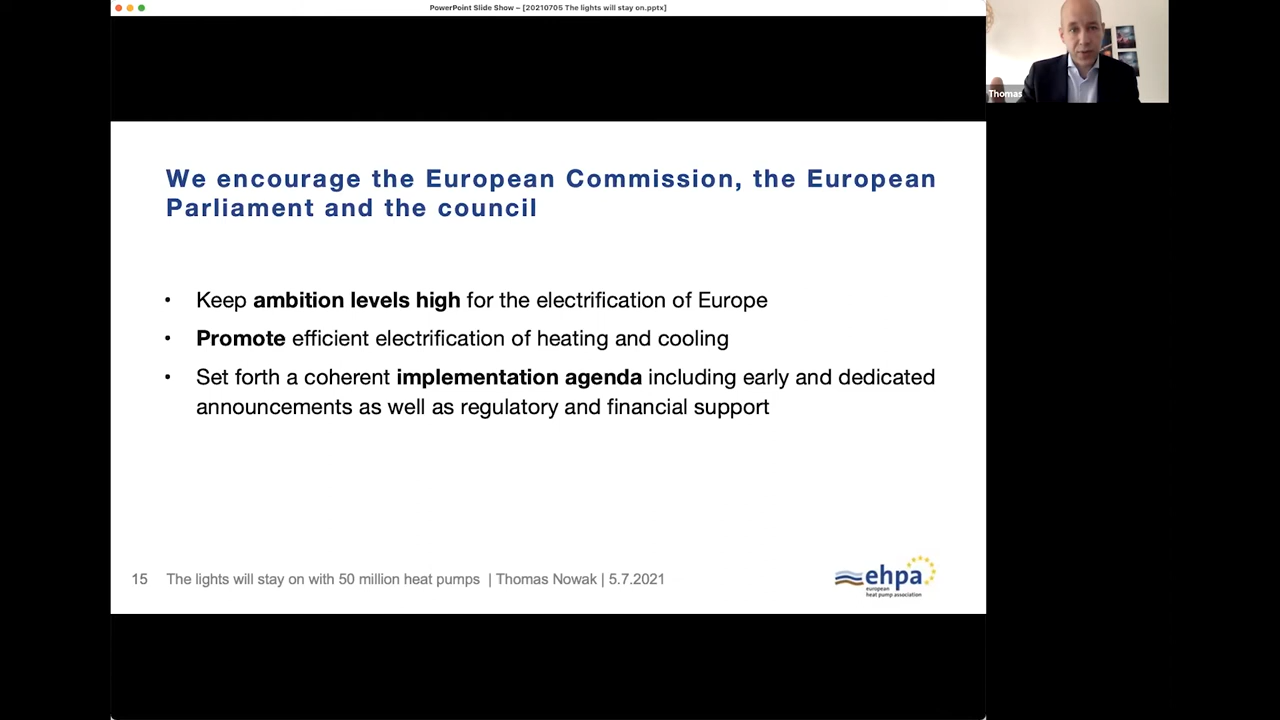 PowerPoint Slide Show – [20210705 The lights will stay on.pptx]
Thomas
We encourage the European Commission, the European
Parliament and the council
• Keep ambition levels high for the electrification of Europe
• Promote efficient electrification of heating and cooling
• Set forth a coherent implementation agenda including early and dedicated
announcements as well as regulatory and financial support
15 The lights will stay on with 50 million heat pumps | Thomas Nowak | 5.7.2021
ehpa
european
heat pump association